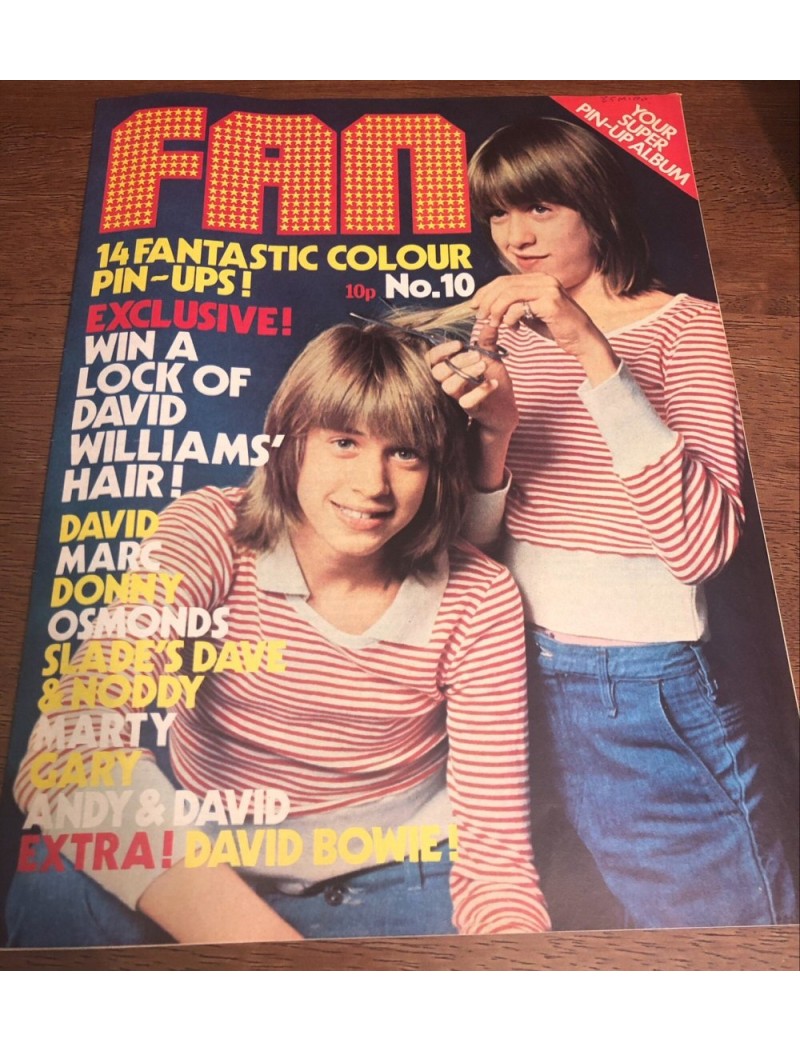 FAN
YOUR
SUPER
PIN-UP ALBUM
14 FANTASTIC COLOUR
PIN-UPS!
10p No.10
EXCLUSIVE!
WIN A
LOCK OF
DAVID
WILLIAMS'
HAIR!
DAVID
MARC
DONNY
OSMONDS
SLADE'S DAVE
& NODDY
MARTY
GARY
ANDY & DAVID
EXTRA! DAVID BOWIE!